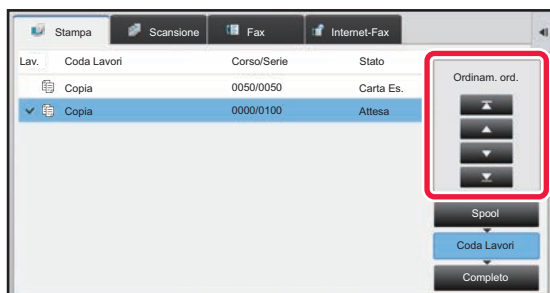 Stampa Scansione Fax Internet-Fax
Lav. Coda Lavori Corso/Serie Stato
Copia 0050/0050 Carta Es.
Copia 0000/0100 Attesa
Ordinam. ord.
Spool
Coda Lavori
Completo